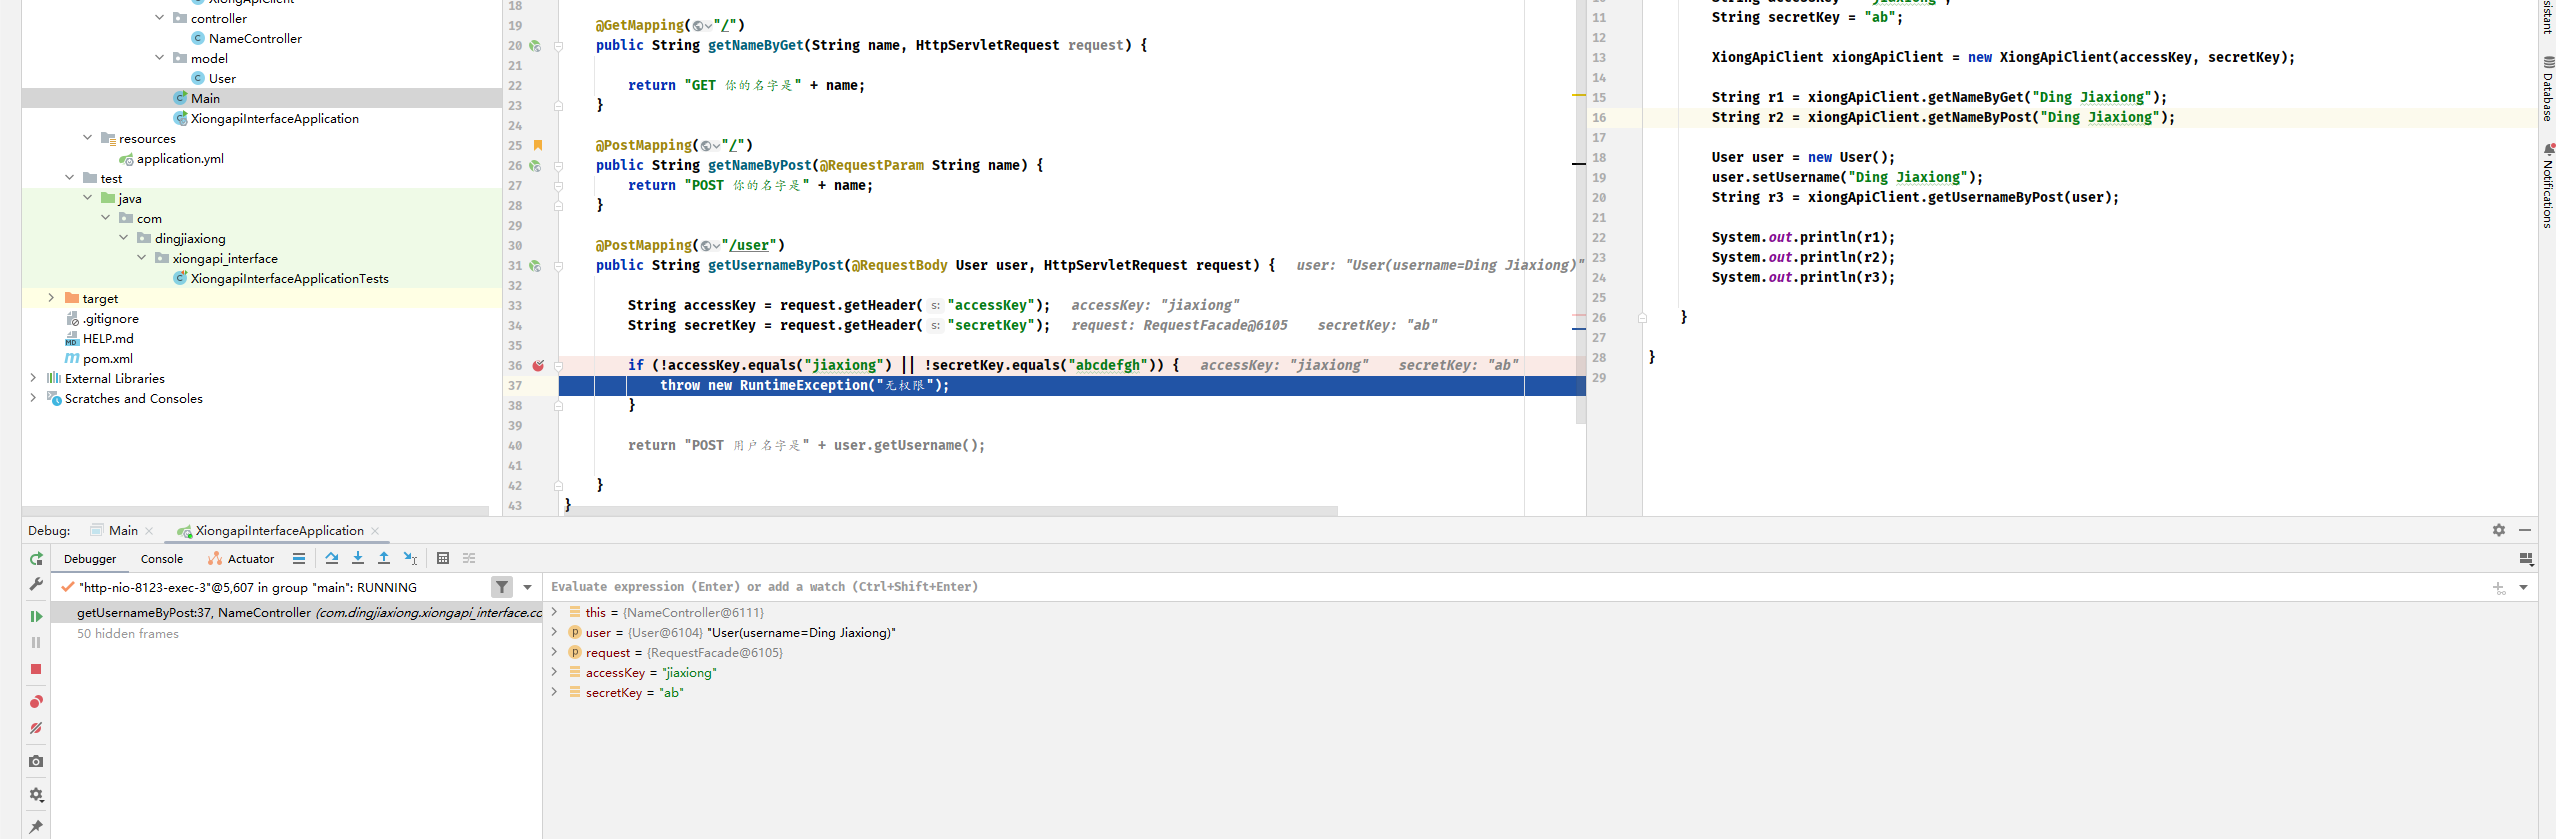 XiongApiClient
controller
NameController
model
User
Main
XiongapiInterfaceApplication
resources
application.yml
test
java
com
dingjiaxiong
xiongapi_interface
XiongapiInterfaceApplicationTests
target
.gitignore
HELP.md
pom.xml
External Libraries
Scratches and Consoles
18
19 @GetMapping("/")
20 public String getNameByGet(String name, HttpServletRequest request) {
21
22 return "GET 你的名字是" + name;
23 }
24
25 @PostMapping("/")
26 public String getNameByPost(@RequestParam String name) {
27 return "POST 你的名字是" + name;
28 }
29
30 @PostMapping("/user")
31 public String getUsernameByPost(@RequestBody User user, HttpServletRequest request) { user: "User(username=Ding Jiaxiong)"
32
33 String accessKey = request.getHeader( s: "accessKey"); accessKey: "jiaxiong"
34 String secretKey = request.getHeader( s: "secretKey"); request: RequestFacade@6105 secretKey: "ab"
35
36 if (!accessKey.equals("jiaxiong") || !secretKey.equals("abcdefgh")) { accessKey: "jiaxiong" secretKey: "ab"
37 throw new RuntimeException("无权限");
38 }
39
40 return "POST 用户名字是" + user.getUsername();
41
42 }
43 }
11 String secretKey = "ab";
12
13 XiongApiClient xiongApiClient = new XiongApiClient(accessKey, secretKey);
14
15 String r1 = xiongApiClient.getNameByGet("Ding Jiaxiong");
16 String r2 = xiongApiClient.getNameByPost("Ding Jiaxiong");
17
18 User user = new User();
19 user.setUsername("Ding Jiaxiong");
20 String r3 = xiongApiClient.getUsernameByPost(user);
21
22 System.out.println(r1);
23 System.out.println(r2);
24 System.out.println(r3);
25
26 }
27
28 }
29
Database
Notifications
Debug: Main XiongapiInterfaceApplication
Debugger Console Actuator
"http-nio-8123-exec-3"@5,607 in group "main": RUNNING
getUsernameByPost:37, NameController (com.dingjiaxiong.xiongapi_interface.co
50 hidden frames
Evaluate expression (Enter) or add a watch (Ctrl+Shift+Enter)
this = {NameController@6111}
user = {User@6104} "User(username=Ding Jiaxiong)"
request = {RequestFacade@6105}
accessKey = "jiaxiong"
secretKey = "ab"